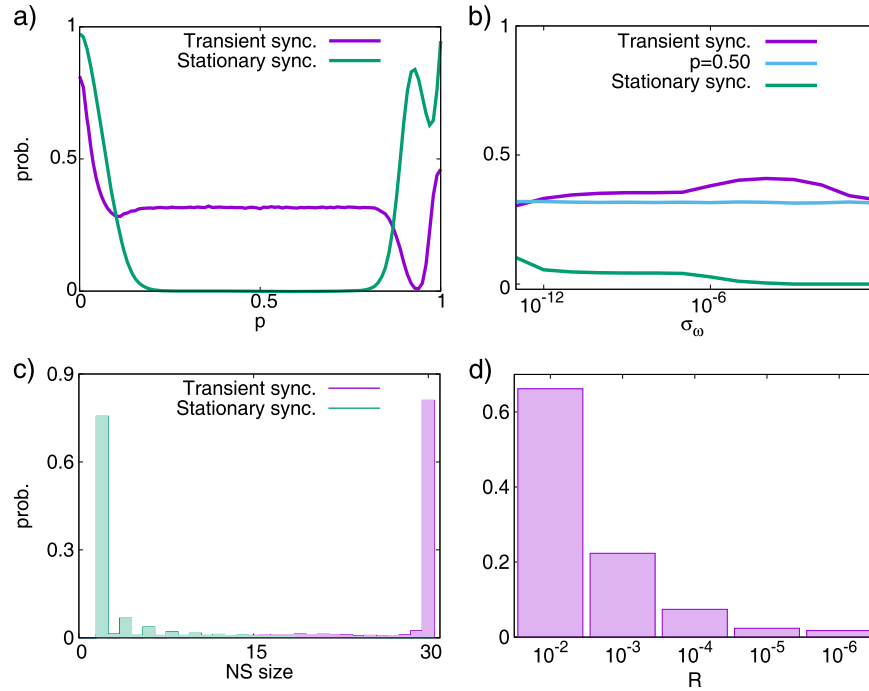 a)
Transient sync.
Stationary sync.
prob.
1
0.5
0
0
0.5
1
p
b)
Transient sync.
p=0.50
Stationary sync.
1
0.5
0
10-12
10-6
σω
c)
Transient sync.
Stationary sync.
prob.
0.9
0.6
0.3
0
0
15
30
NS size
d)
0.6
0.4
0.2
0
10-2
10-3
10-4
10-5
10-6
R